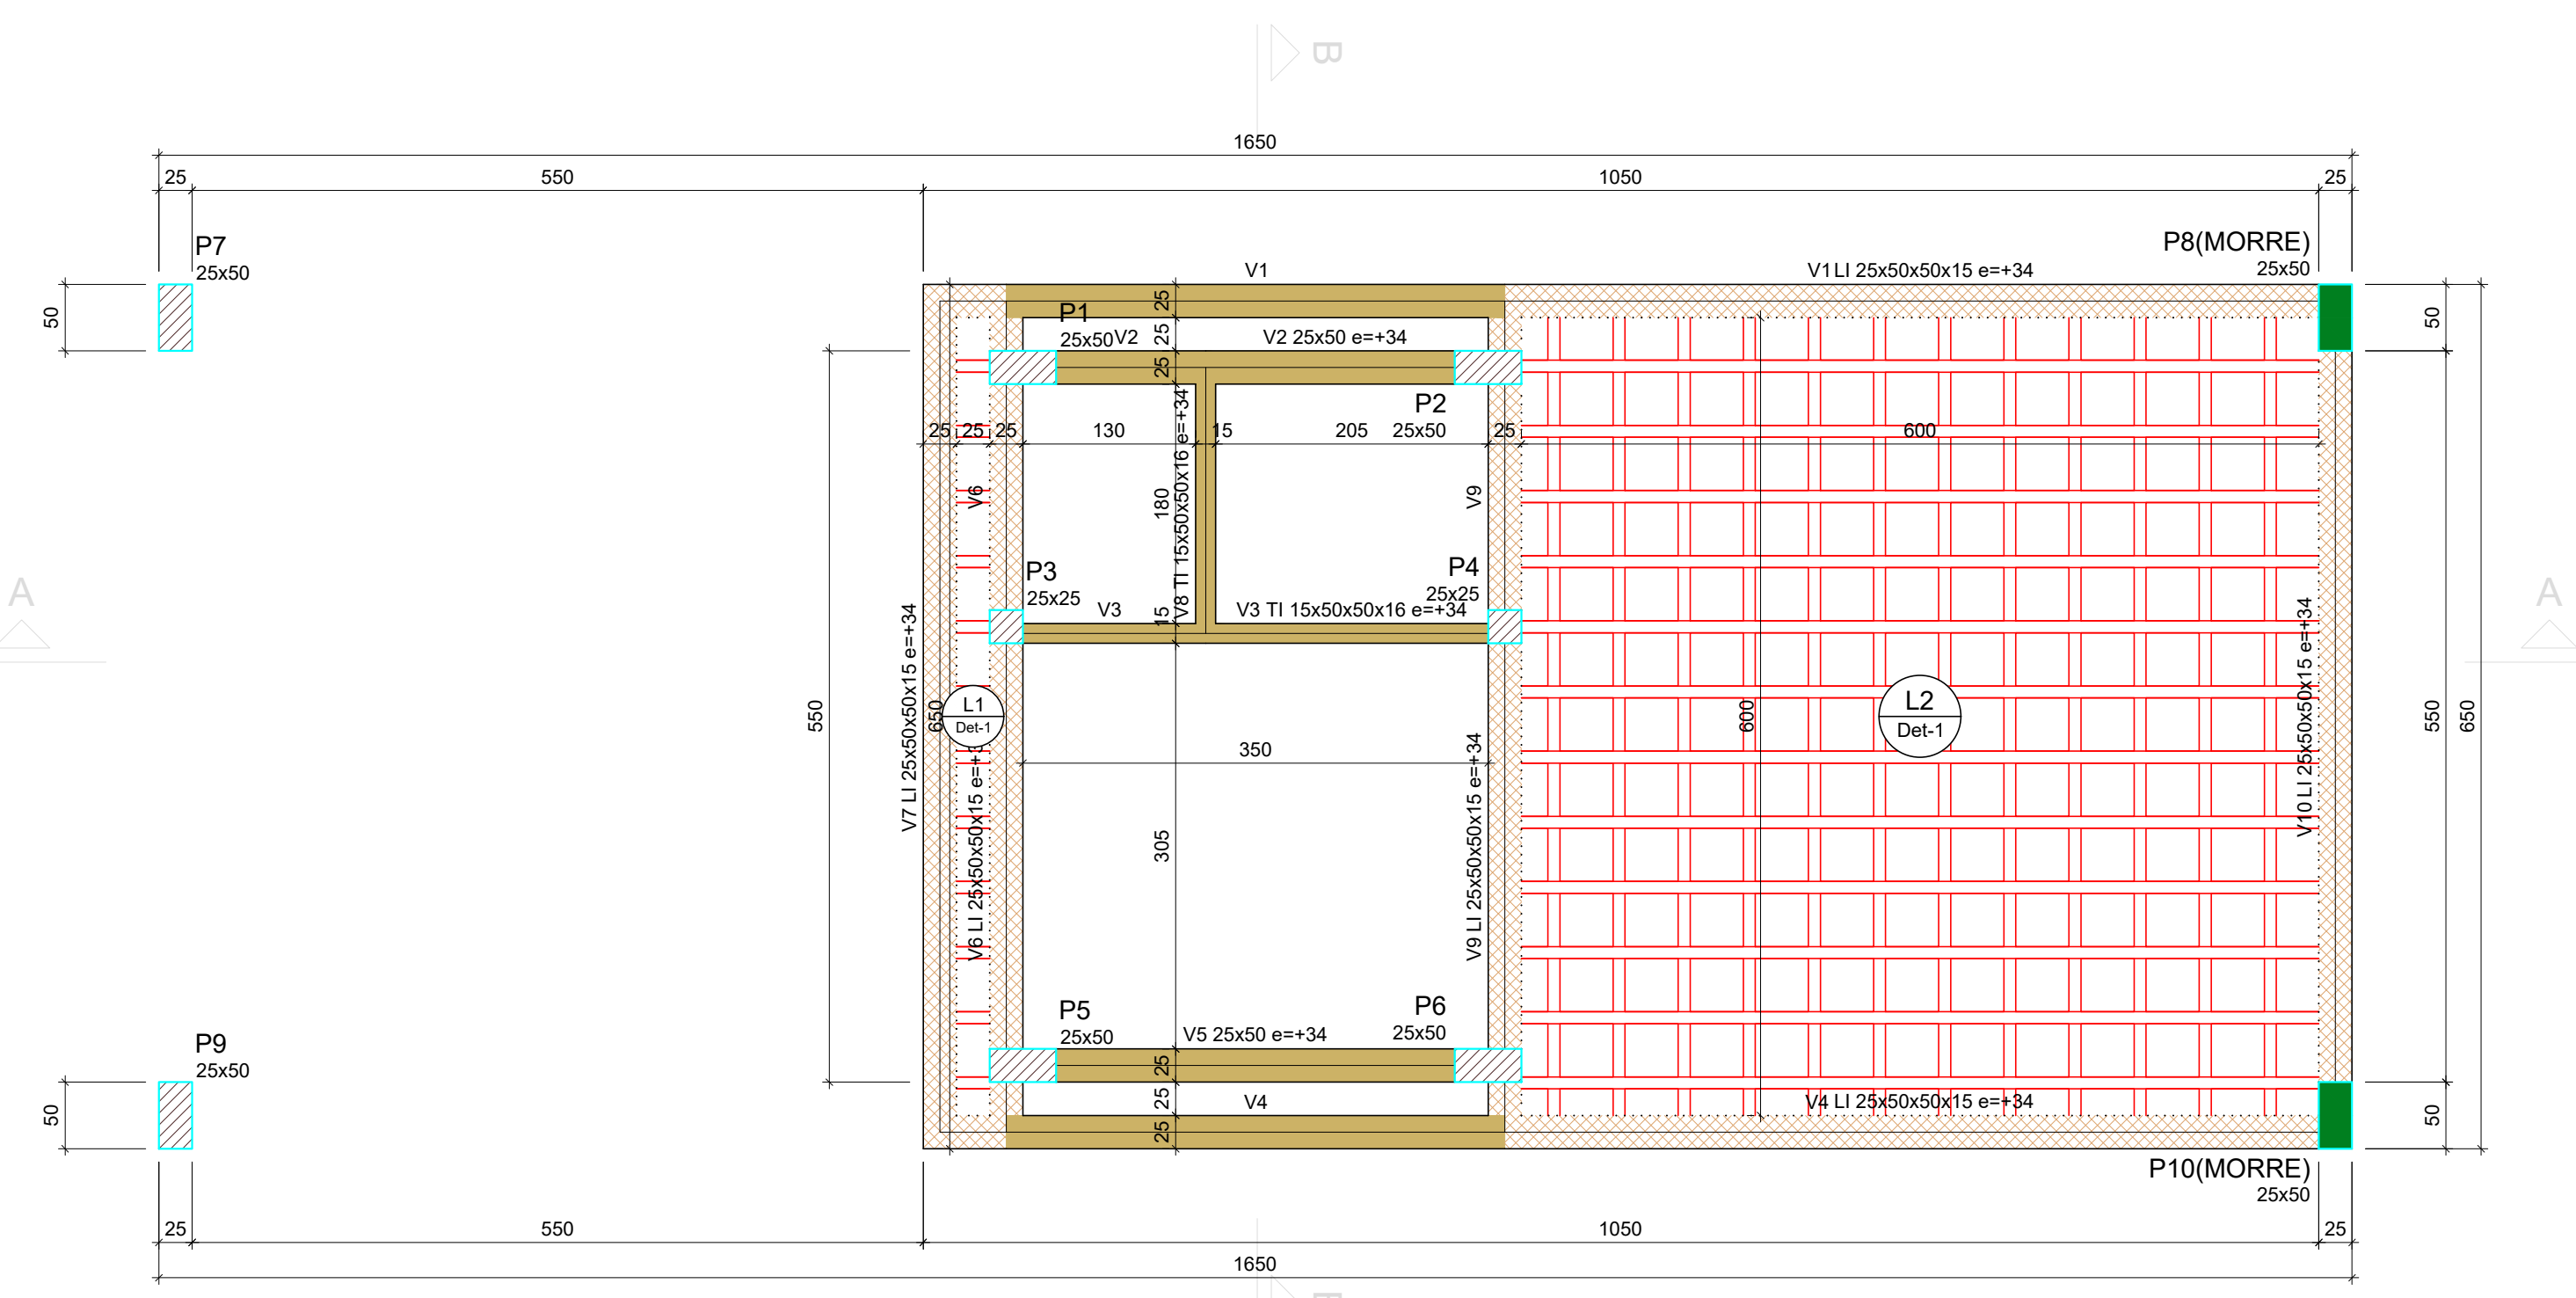 B
1650
25 550 1050 25
P7
25x50
50
P8(MORRE)
25x50
V1
V1 LI 25x50x50x15 e=+34
50
25
P1
25x50
V2
25
V2 25x50 e=+34
25
P2
25x50
25 25 25 130 15 205 25 600
V6
180
V8 TI 15x50x50x16 e=+34
V9
A
A
P3
25x25
V3
15
V3 TI 15x50x50x16 e=+34
P4
25x25
550
V7 LI 25x50x50x15 e=+34
650
L1
Det-1
V6 LI 25x50x50x15 e=+3
350
305
V9 LI 25x50x50x15 e=+34
600
L2
Det-1
V10 LI 25x50x50x15 e=+34
550
650
P5
25x50
V5 25x50 e=+34
P6
25x50
25
P9
25x50
50
25
V4
V4 LI 25x50x50x15 e=+34
50
25
P10(MORRE)
25x50
25 550 1050 25
1650